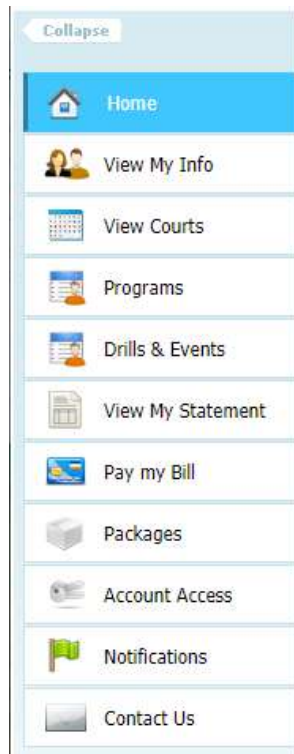 Collapse
Home
View My Info
View Courts
Programs
Drills & Events
View My Statement
Pay my Bill
Packages
Account Access
Notifications
Contact Us